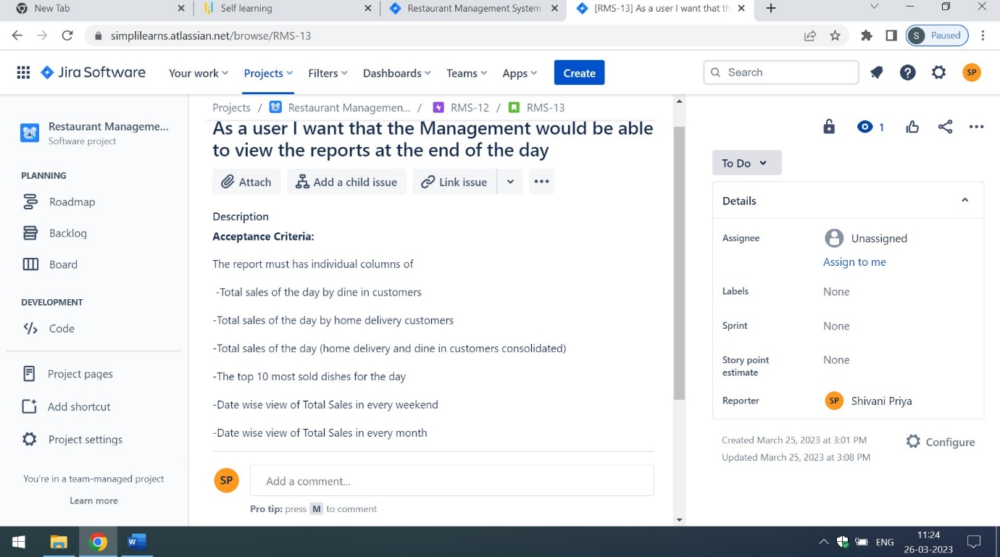 New Tab
Self learning
Restaurant Management System
[RMS-13] As a user I want that th
simplilearns.atlassian.net/browse/RMS-13
S Paused
Jira Software
Your work
Projects
Filters
Dashboards
Teams
Apps
Create
Search
SP
Restaurant Manageme...
Software project
PLANNING
Roadmap
Backlog
Board
DEVELOPMENT
Code
Project pages
Add shortcut
Project settings
You're in a team-managed project
Learn more
Projects / Restaurant Managemen... / RMS-12 / RMS-13
As a user I want that the Management would be able
to view the reports at the end of the day
Attach
Add a child issue
Link issue
Description
Acceptance Criteria:
The report must has individual columns of
-Total sales of the day by dine in customers
-Total sales of the day by home delivery customers
-Total sales of the day (home delivery and dine in customers consolidated)
-The top 10 most sold dishes for the day
-Date wise view of Total Sales in every weekend
-Date wise view of Total Sales in every month
SP
Add a comment...
Pro tip: press M to comment
1
To Do
Details
Assignee
Unassigned
Assign to me
Labels
None
Sprint
None
Story point
estimate
None
Reporter
SP Shivani Priya
Created March 25, 2023 at 3:01 PM
Updated March 25, 2023 at 3:08 PM
Configure
W
ENG
11:24
26-03-2023